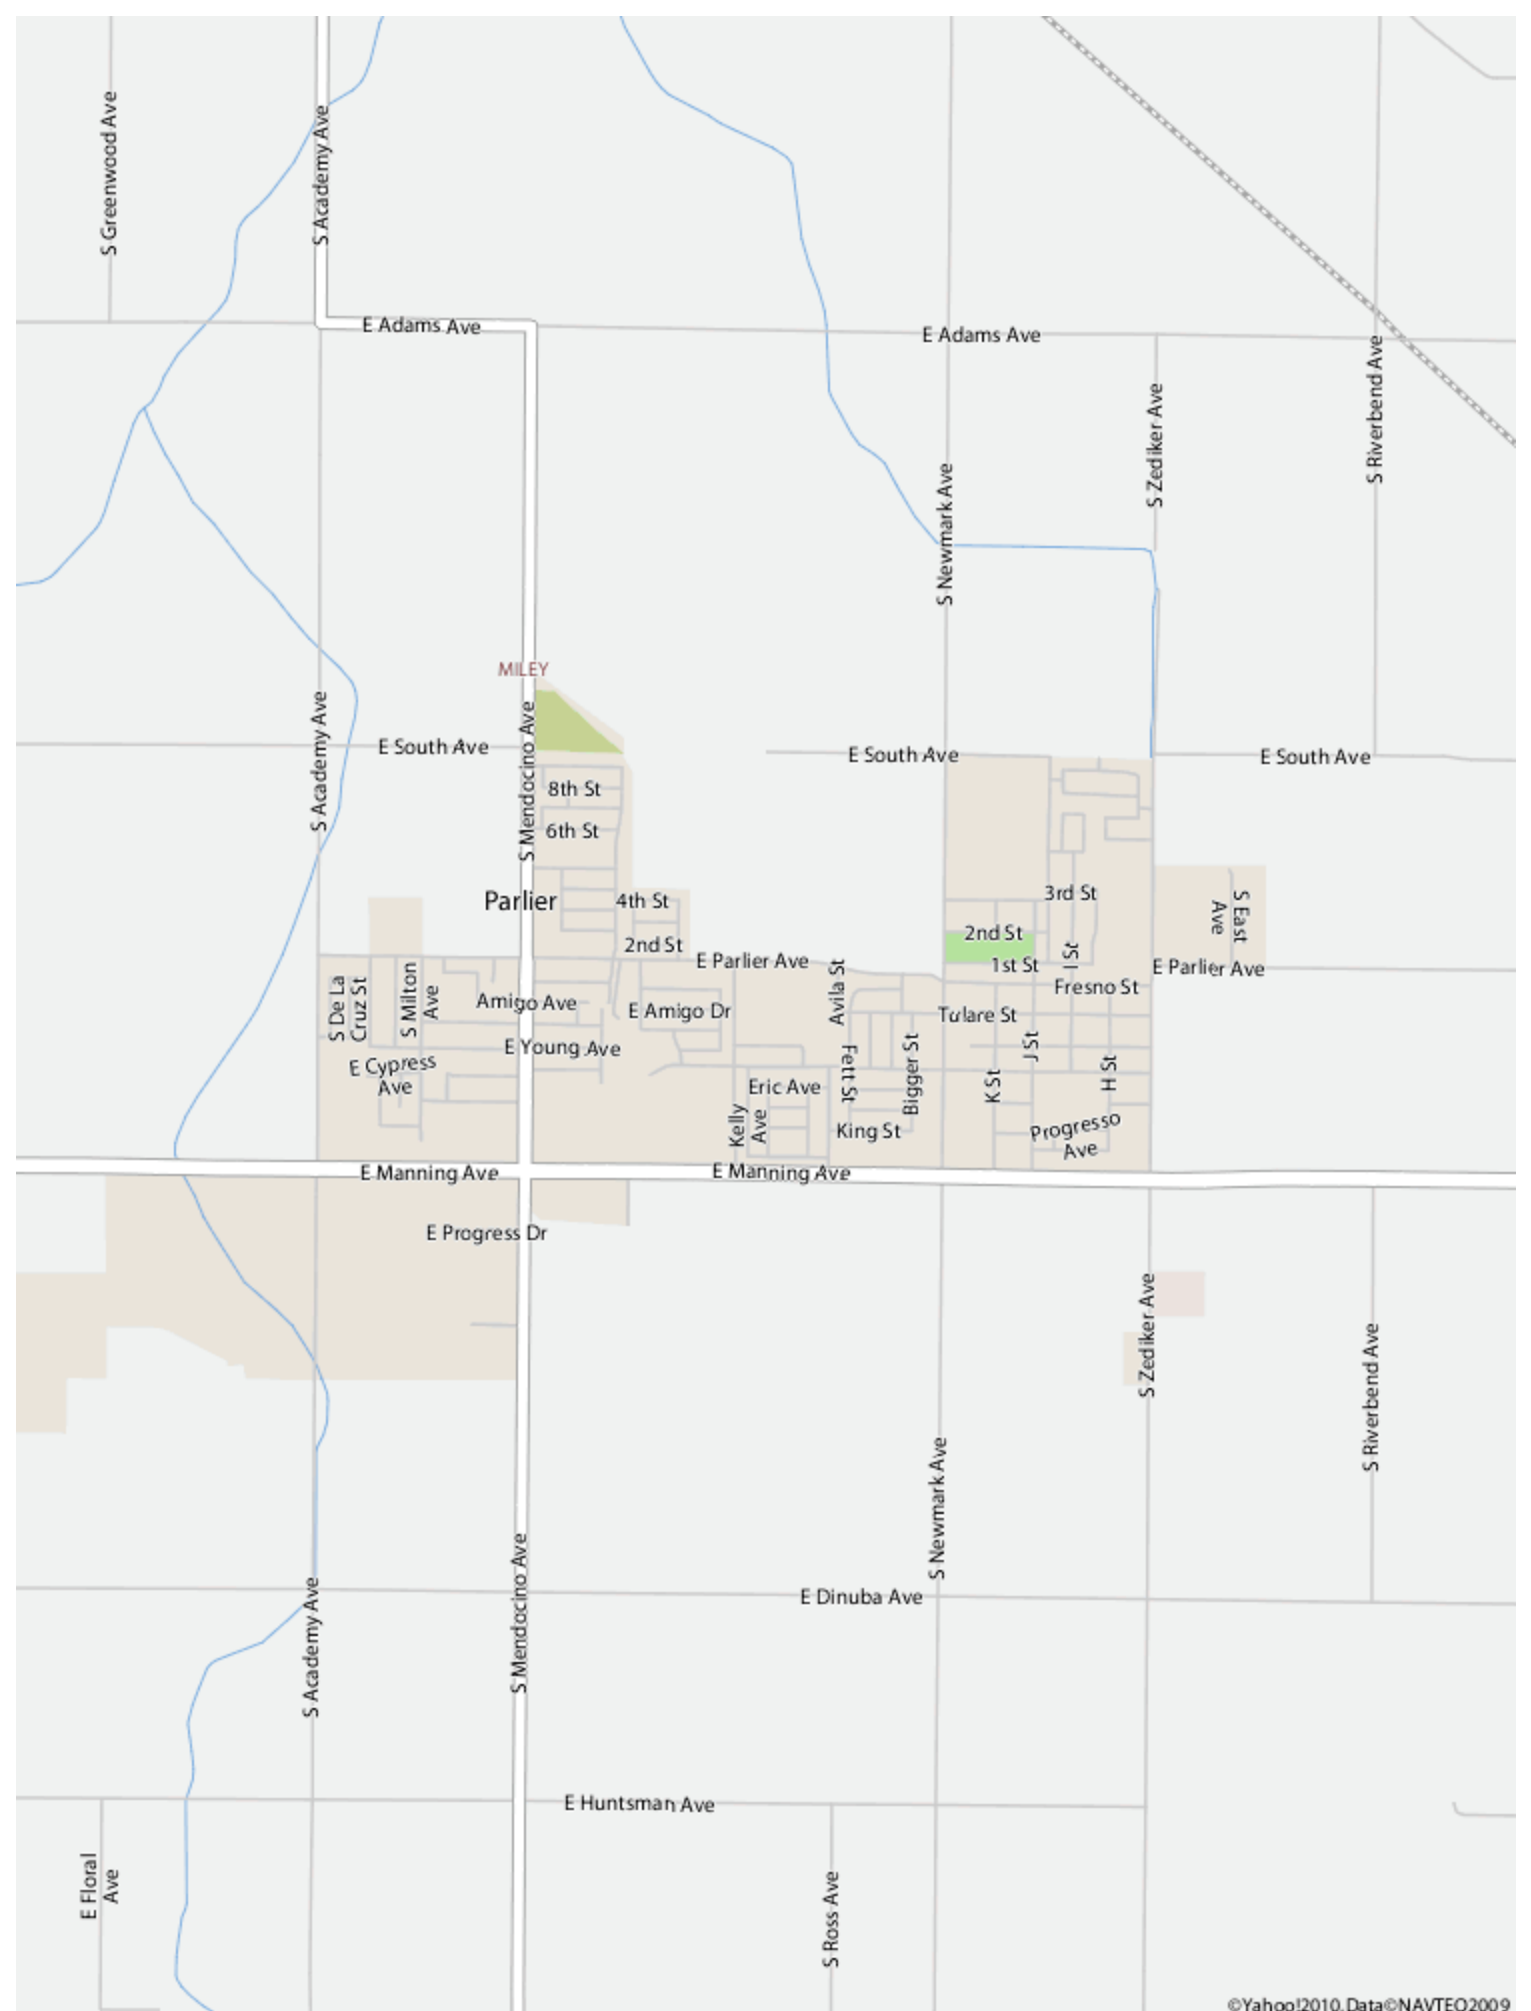 S Greenwood Ave
S Academy Ave
E Adams Ave
E Adams Ave
S Riverbend Ave
S Zediker Ave
S Newmark Ave
MILEY
S Academy Ave
S Mendocino Ave
E South Ave
E South Ave
E South Ave
8th St
6th St
Parlier
4th St
3rd St
S East
Ave
2nd St
2nd St
E Parlier Ave
1st St
I St
E Parlier Ave
S De La
Cruz St
S Milton
Ave
Amigo Ave
E Amigo Dr
Avila St
Fresno St
Tulare St
E Young Ave
J St
E Cypress
Ave
Eric Ave
Fett St
Bigger St
K St
H St
Kelly
Ave
King St
Progresso
Ave
E Manning Ave
E Manning Ave
E Progress Dr
S Zediker Ave
S Riverbend Ave
S Newmark Ave
S Academy Ave
S Mendocino Ave
E Dinuba Ave
E Huntsman Ave
E Floral
Ave
S Ross Ave
©Yahoo!2010, Data©NAVTEQ2009